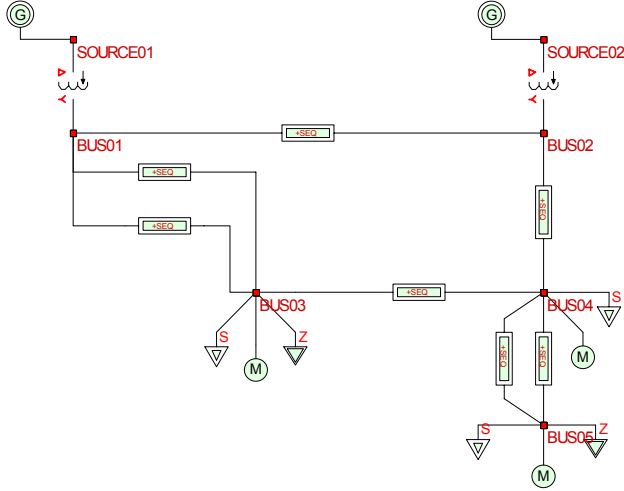 G
G
SOURCE01
SOURCE02
Δ
Y
Δ
Y
+SEQ
BUS01
BUS02
+SEQ
+SEQ
+SEQ
+SEQ
BUS03
BUS04
S
S
Z
M
M
+SEQ
+SEQ
S
BUS05
Z
M